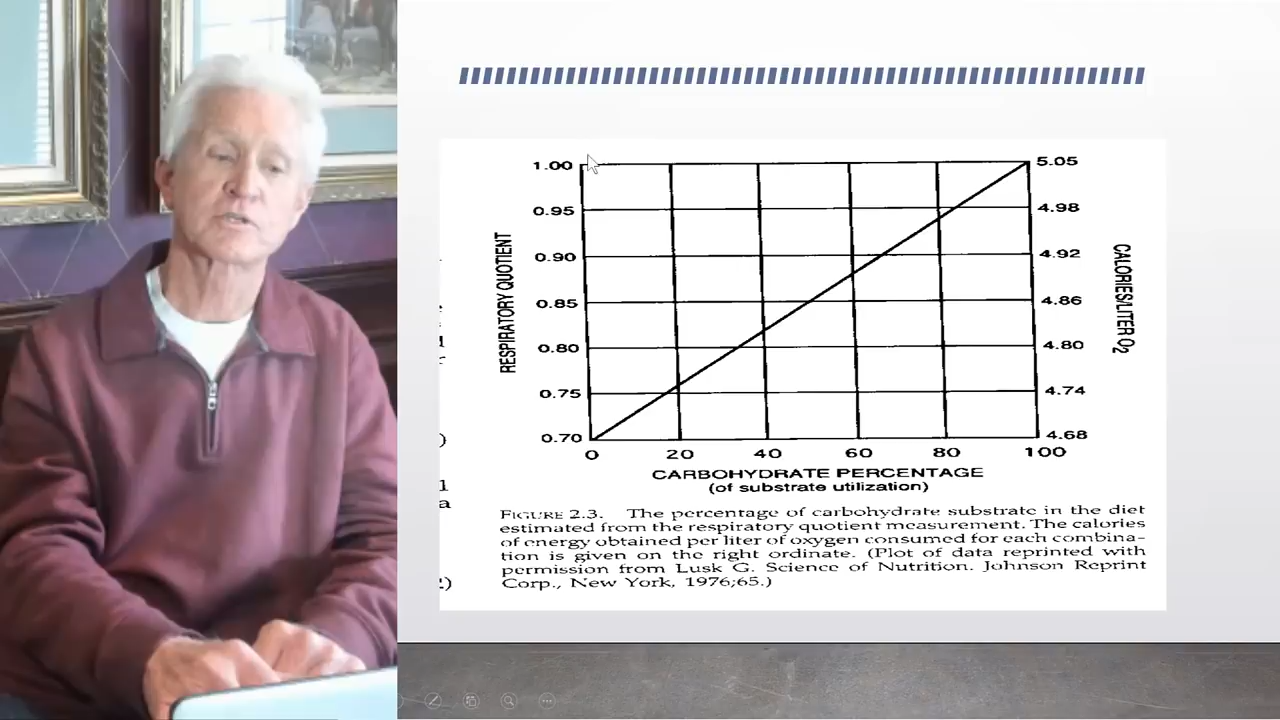 1.00
0.95
0.90
0.85
0.80
0.75
0.70
RESPIRATORY QUOTIENT
5.05
4.98
4.92
4.86
4.80
4.74
4.68
CALORIES/LITER O2
0 20 40 60 80 100
CARBOHYDRATE PERCENTAGE
(of substrate utilization)
FIGURE 2.3. The percentage of carbohydrate substrate in the diet
estimated from the respiratory quotient measurement. The calories
of energy obtained per liter of oxygen consumed for each combina-
tion is given on the right ordinate. (Plot of data reprinted with
permission from Lusk G. Science of Nutrition. Johnson Reprint
Corp., New York, 1976;65.)